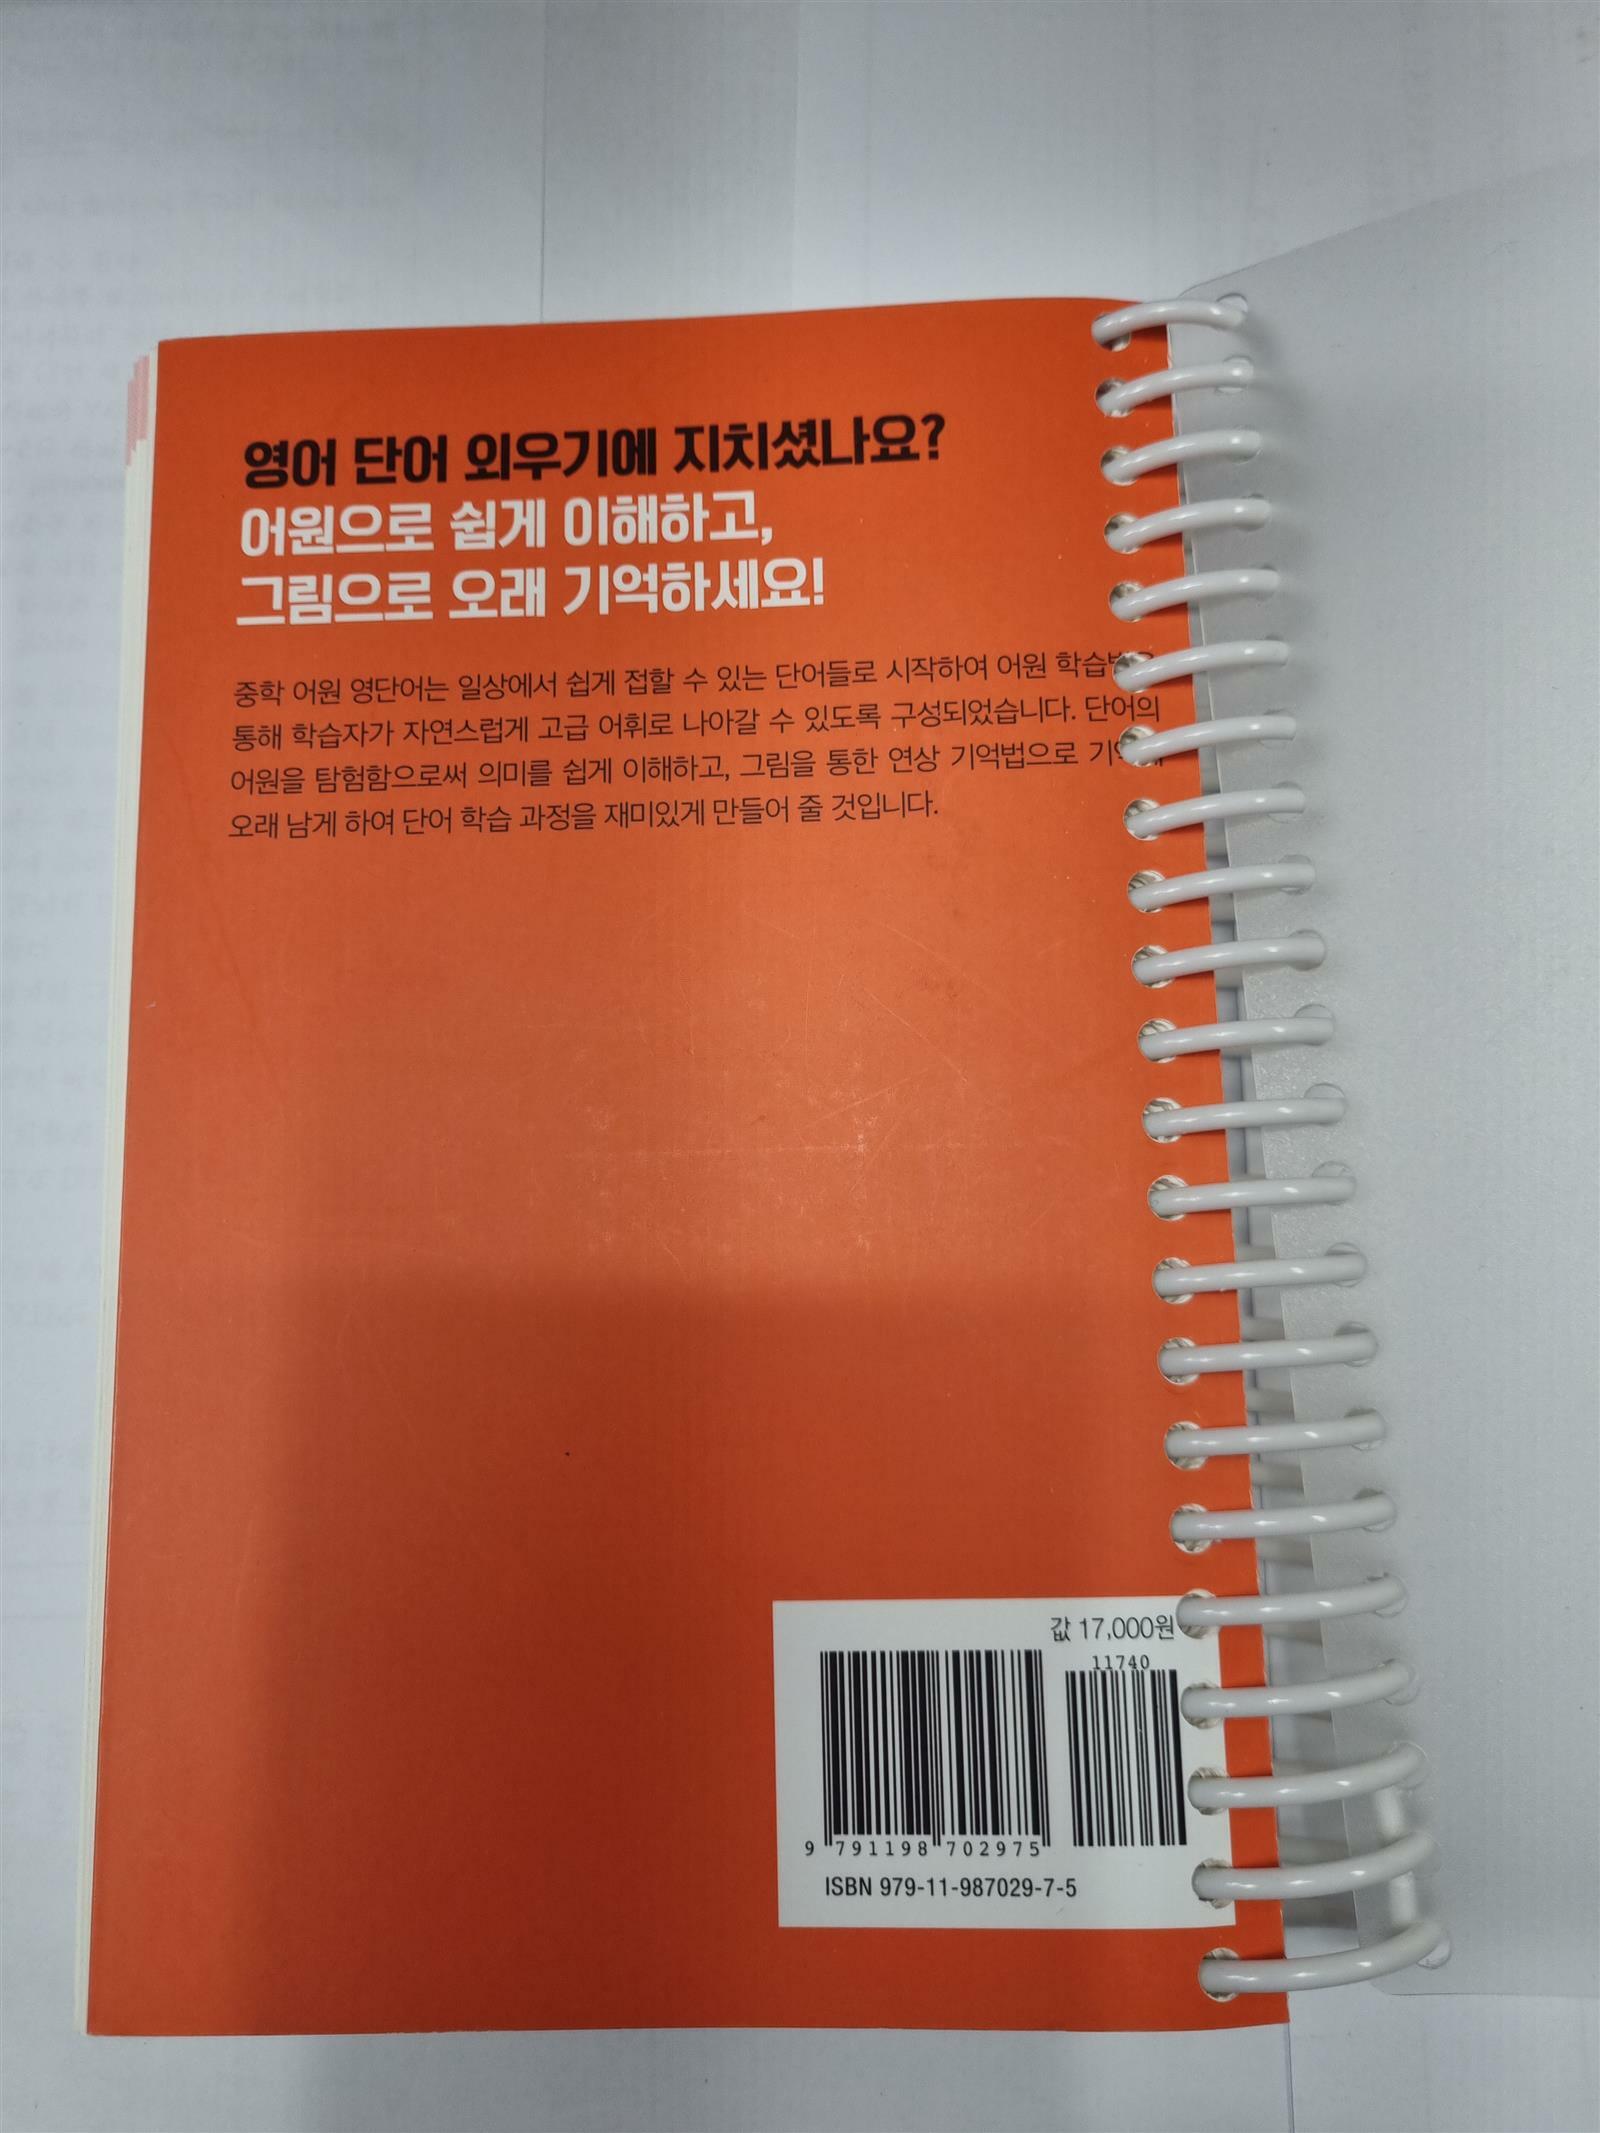 영어 단어 외우기에 지치셨나요?
어원으로 쉽게 이해하고,
그림으로 오래 기억하세요!
중학 어원 영단어는 일상에서 쉽게 접할 수 있는 단어들로 시작하여 어원
통해 학습자가 자연스럽게 고급 어휘로 나아갈 수 있도록 구성되었습니다. 단어의
어원을 탐험함으로써 의미를 쉽게 이해하고, 그림을 통한 연상 기억법으로
오래 남게 하여 단어 학습 과정을 재미있게 만들어 줄 것입니다.
값 17,000원
11740
9 791198 702975
ISBN 979-11-987029-7-5